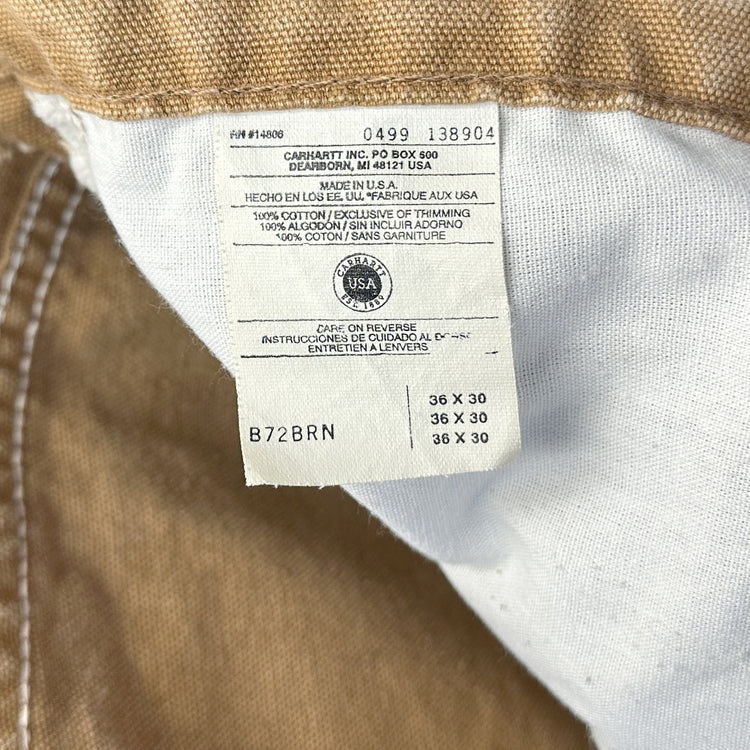 RN #14806 0499 138904
CARHARTT INC. PO BOX 500
DEARBORN, MI 48121 USA
MADE IN U.S.A.
HECHO EN LOS EE. UU. *FABRIQUE AUX USA
100% COTTON / EXCLUSIVE OF TRIMMING
100% ALGODON / SIN INCLUIR ADORNO
100% COTON / SANS GARNITURE
CARHARTT
USA
EST. 1889
CARE ON REVERSE
INSTRUCCIONES DE CUIDADO AL
ENTRETIEN A LENVERS
36 X 30
36 X 30
B72BRN 36 X 30